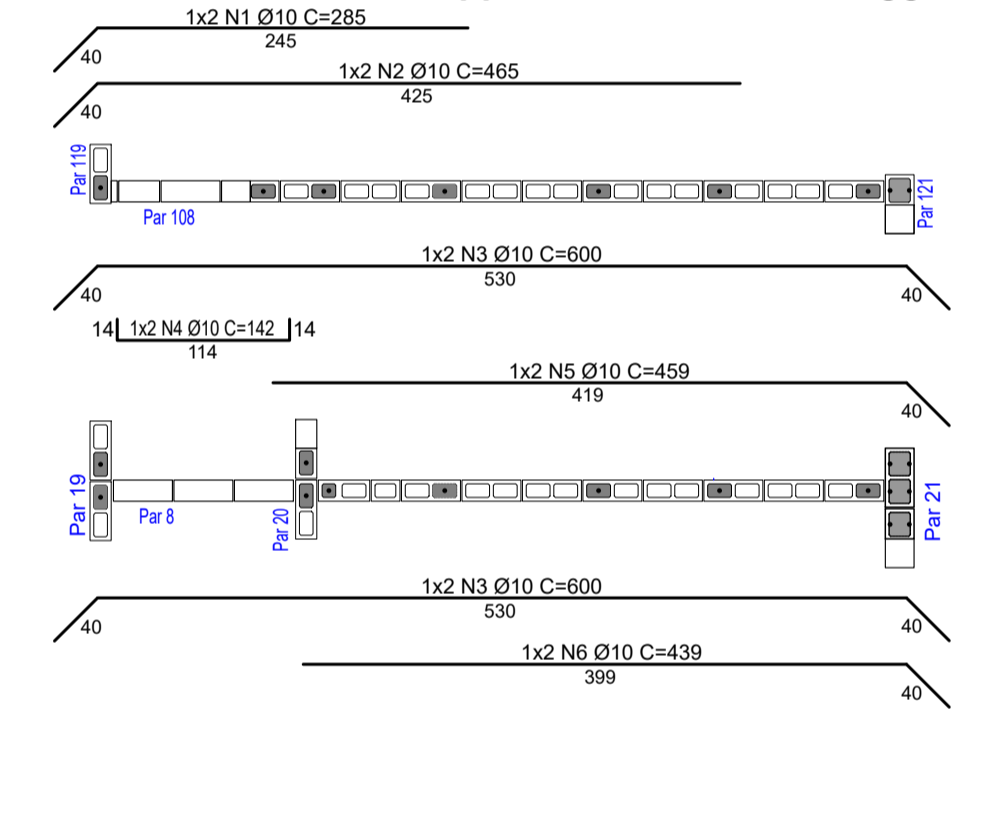 1x2 N1 Ø10 C=285
245
40
1x2 N2 Ø10 C=465
425
40
Par 119
Par 108
Par 121
1x2 N3 Ø10 C=600
530
40
40
14
1x2 N4 Ø10 C=142
14
114
1x2 N5 Ø10 C=459
419
40
Par 19
Par 8
Par 20
Par 21
1x2 N3 Ø10 C=600
530
40
40
1x2 N6 Ø10 C=439
399
40